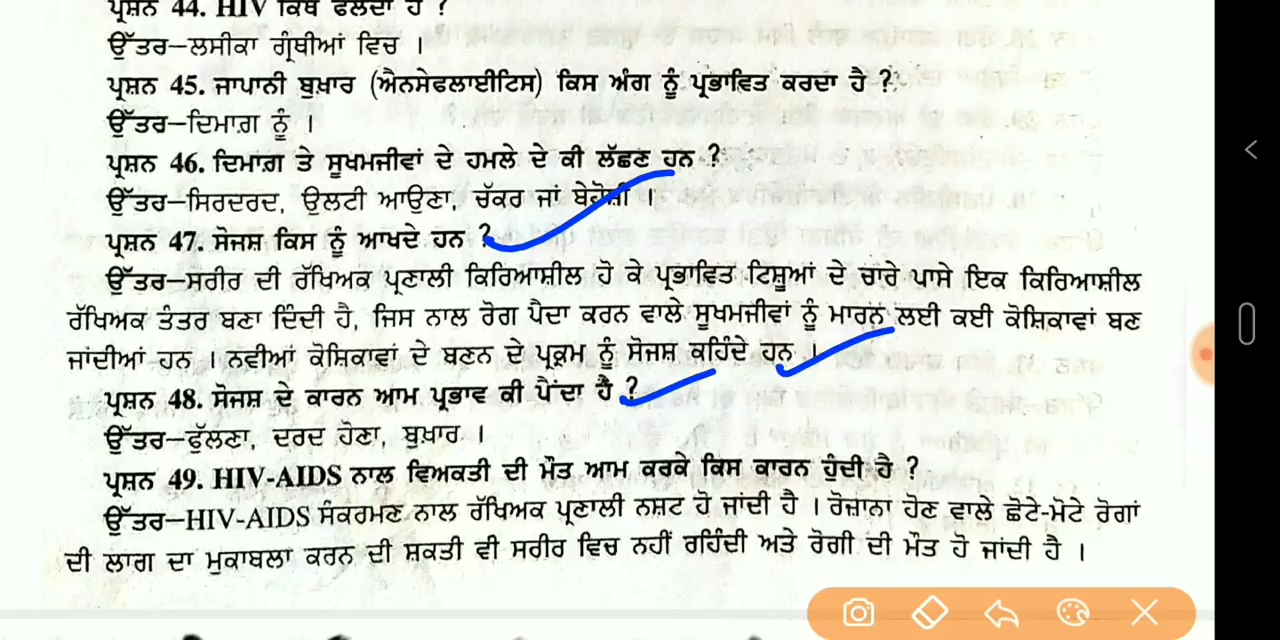 ਪ੍ਰਸ਼ਨ 44. HIV ਕਿੱਥੇ ਫੈਲਦਾ ਹੈ ?
ਉੱਤਰ–ਲਸੀਕਾ ਗ੍ਰੰਥੀਆਂ ਵਿਚ ।
ਪ੍ਰਸ਼ਨ 45. ਜਾਪਾਨੀ ਬੁਖ਼ਾਰ (ਐਨਸੇਫਲਾਈਟਿਸ) ਕਿਸ ਅੰਗ ਨੂੰ ਪ੍ਰਭਾਵਿਤ ਕਰਦਾ ਹੈ ?
ਉੱਤਰ–ਦਿਮਾਗ਼ ਨੂੰ ।
ਪ੍ਰਸ਼ਨ 46. ਦਿਮਾਗ਼ ਤੇ ਸੂਖਮਜੀਵਾਂ ਦੇ ਹਮਲੇ ਦੇ ਕੀ ਲੱਛਣ ਹਨ ?
ਉੱਤਰ–ਸਿਰਦਰਦ, ਉਲਟੀ ਆਉਣਾ, ਚੱਕਰ ਜਾਂ ਬੇਹੋਸ਼ੀ ।
ਪ੍ਰਸ਼ਨ 47. ਸੋਜਸ਼ ਕਿਸ ਨੂੰ ਆਖਦੇ ਹਨ ?
ਉੱਤਰ–ਸਰੀਰ ਦੀ ਰੱਖਿਅਕ ਪ੍ਰਣਾਲੀ ਕਿਰਿਆਸ਼ੀਲ ਹੋ ਕੇ ਪ੍ਰਭਾਵਿਤ ਟਿਸ਼ੂਆਂ ਦੇ ਚਾਰੇ ਪਾਸੇ ਇਕ ਕਿਰਿਆਸ਼ੀਲ
ਰੱਖਿਅਕ ਤੰਤਰ ਬਣਾ ਦਿੰਦੀ ਹੈ, ਜਿਸ ਨਾਲ ਰੋਗ ਪੈਦਾ ਕਰਨ ਵਾਲੇ ਸੂਖਮਜੀਵਾਂ ਨੂੰ ਮਾਰਨ ਲਈ ਕਈ ਕੋਸ਼ਿਕਾਵਾਂ ਬਣ
ਜਾਂਦੀਆਂ ਹਨ । ਨਵੀਆਂ ਕੋਸ਼ਿਕਾਵਾਂ ਦੇ ਬਣਨ ਦੇ ਪ੍ਰਕ੍ਰਮ ਨੂੰ ਸੋਜਸ਼ ਕਹਿੰਦੇ ਹਨ ।
ਪ੍ਰਸ਼ਨ 48. ਸੋਜਸ਼ ਦੇ ਕਾਰਨ ਆਮ ਪ੍ਰਭਾਵ ਕੀ ਪੈਂਦਾ ਹੈ ?
ਉੱਤਰ–ਫੁੱਲਣਾ, ਦਰਦ ਹੋਣਾ, ਬੁਖ਼ਾਰ ।
ਪ੍ਰਸ਼ਨ 49. HIV-AIDS ਨਾਲ ਵਿਅਕਤੀ ਦੀ ਮੌਤ ਆਮ ਕਰਕੇ ਕਿਸ ਕਾਰਨ ਹੁੰਦੀ ਹੈ ?
ਉੱਤਰ–HIV-AIDS ਸੰਕਰਮਣ ਨਾਲ ਰੱਖਿਅਕ ਪ੍ਰਣਾਲੀ ਨਸ਼ਟ ਹੋ ਜਾਂਦੀ ਹੈ । ਰੋਜ਼ਾਨਾ ਹੋਣ ਵਾਲੇ ਛੋਟੇ-ਮੋਟੇ ਰੋਗਾਂ
ਦੀ ਲਾਗ ਦਾ ਮੁਕਾਬਲਾ ਕਰਨ ਦੀ ਸ਼ਕਤੀ ਵੀ ਸਰੀਰ ਵਿਚ ਨਹੀਂ ਰਹਿੰਦੀ ਅਤੇ ਰੋਗੀ ਦੀ ਮੌਤ ਹੋ ਜਾਂਦੀ ਹੈ ।